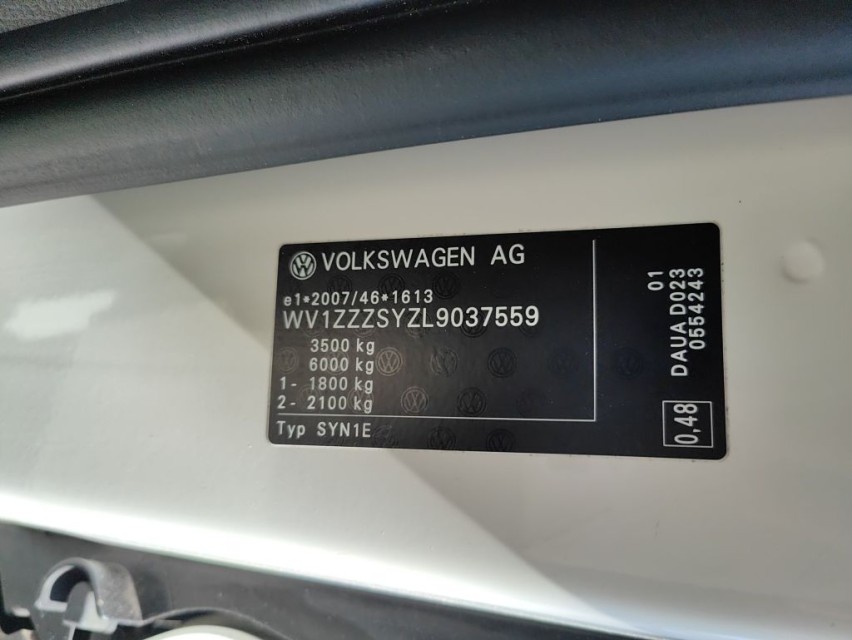 VOLKSWAGEN AG
e1*2007/46*1613
WV1ZZZSYZL9037559
3500 kg
6000 kg
1- 1800 kg
2- 2100 kg
Typ SYN1E
01
DAUA D023
0554243
0,48